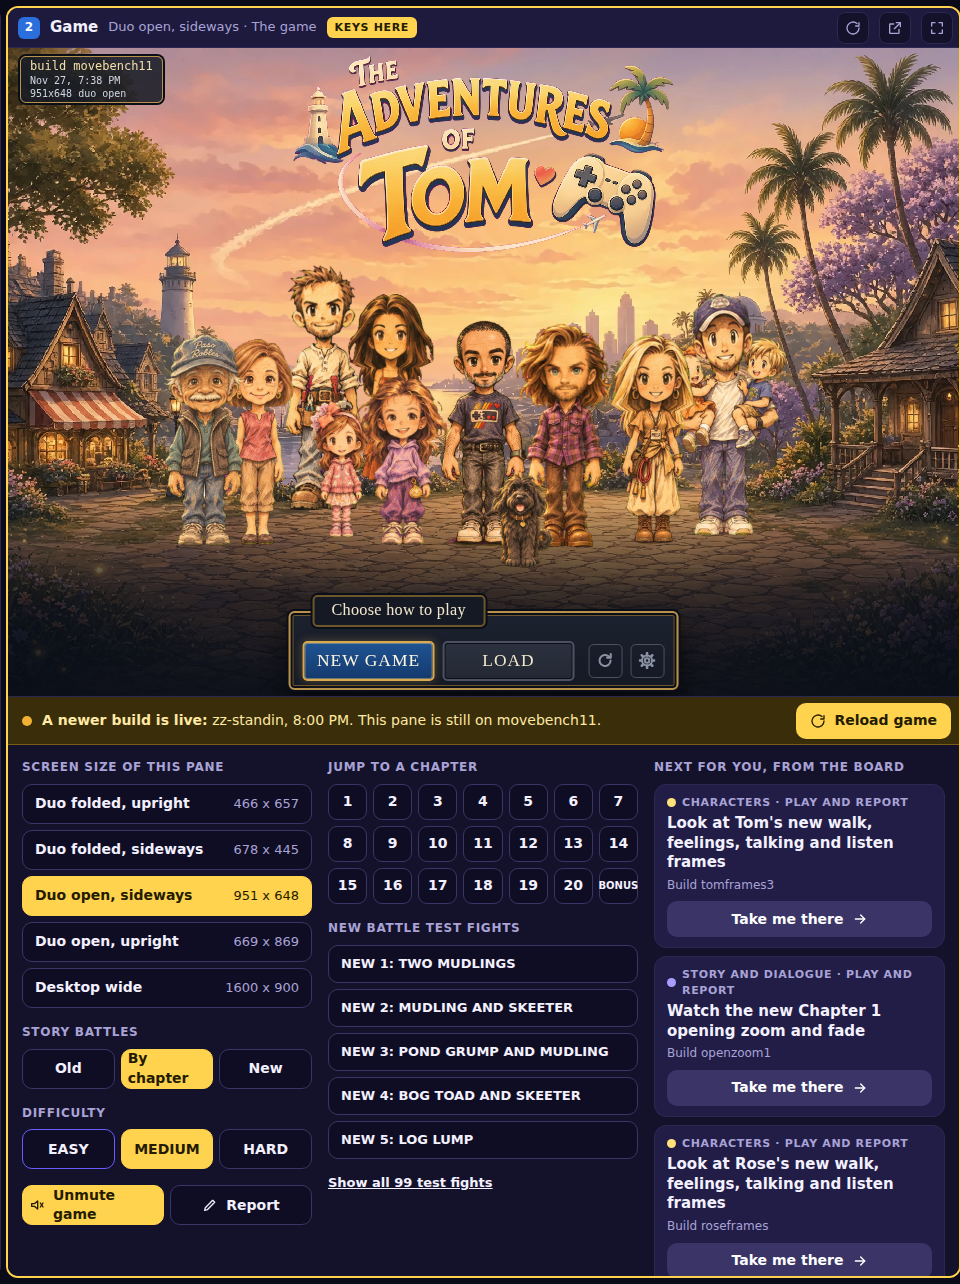 2 Game Duo open, sideways · The game KEYS HERE
build movebench11
Nov 27, 7:38 PM
951x648 duo open
THE
ADVENTURES
OF
TOM
Paso
Robles
Choose how to play
NEW GAME LOAD
A newer build is live: zz-standin, 8:00 PM. This pane is still on movebench11. Reload game
SCREEN SIZE OF THIS PANE
Duo folded, upright 466 x 657
Duo folded, sideways 678 x 445
Duo open, sideways 951 x 648
Duo open, upright 669 x 869
Desktop wide 1600 x 900
STORY BATTLES
Old
By
chapter
New
DIFFICULTY
EASY MEDIUM HARD
Unmute
game
Report
JUMP TO A CHAPTER
1 2 3 4 5 6 7
8 9 10 11 12 13 14
15 16 17 18 19 20 BONUS
NEW BATTLE TEST FIGHTS
NEW 1: TWO MUDLINGS
NEW 2: MUDLING AND SKEETER
NEW 3: POND GRUMP AND MUDLING
NEW 4: BOG TOAD AND SKEETER
NEW 5: LOG LUMP
Show all 99 test fights
NEXT FOR YOU, FROM THE BOARD
CHARACTERS · PLAY AND REPORT
Look at Tom's new walk,
feelings, talking and listen
frames
Build tomframes3
Take me there →
STORY AND DIALOGUE · PLAY AND
REPORT
Watch the new Chapter 1
opening zoom and fade
Build openzoom1
Take me there →
CHARACTERS · PLAY AND REPORT
Look at Rose's new walk,
feelings, talking and listen
frames
Build roseframes
Take me there →